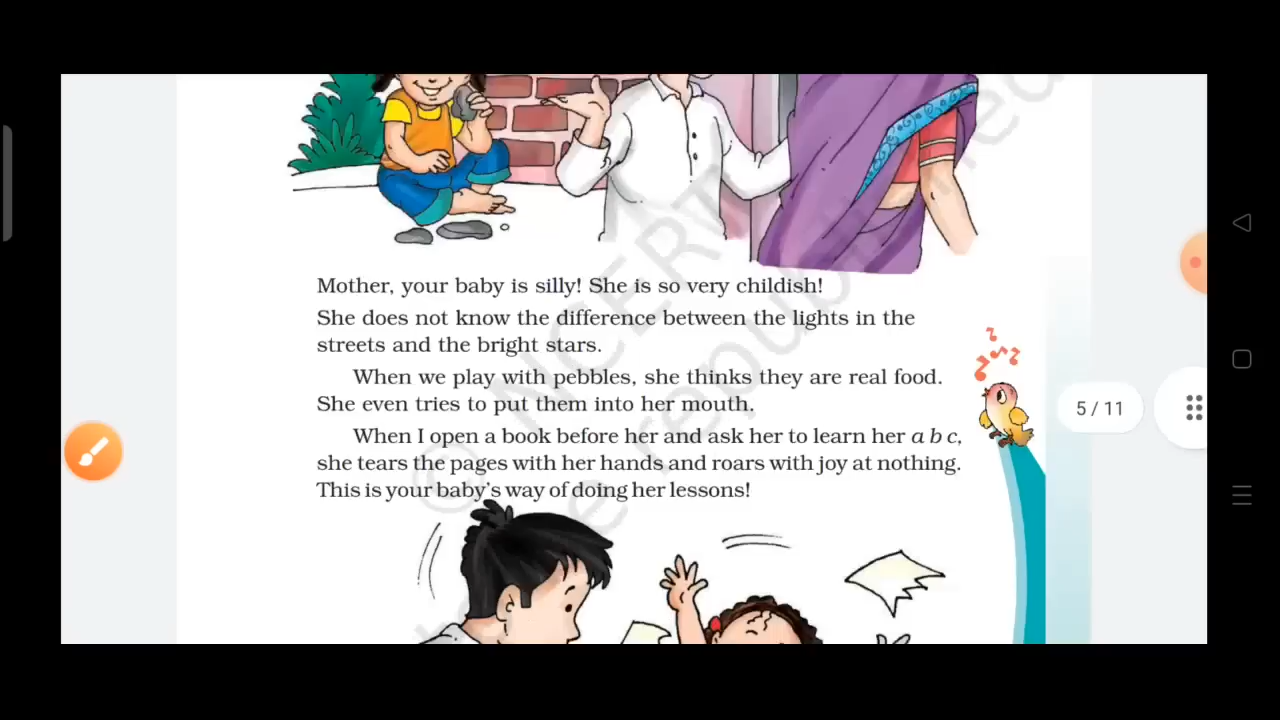 Mother, your baby is silly! She is so very childish!
She does not know the difference between the lights in the
streets and the bright stars.
When we play with pebbles, she thinks they are real food.
She even tries to put them into her mouth.
When I open a book before her and ask her to learn her a b c,
she tears the pages with her hands and roars with joy at nothing.
This is your baby's way of doing her lessons!
5 / 11
© NCERT
be republished